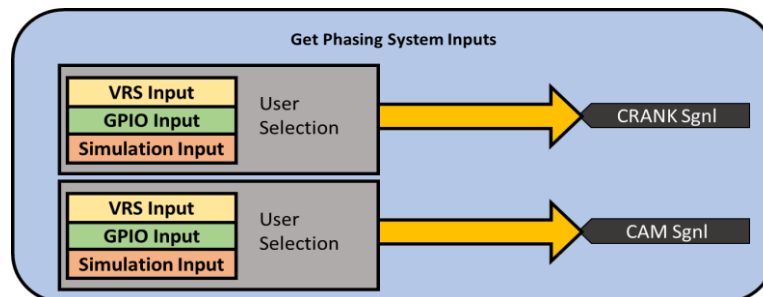 Get Phasing System Inputs
VRS Input
GPIO Input
Simulation Input
User
Selection
CRANK Sgnl
VRS Input
GPIO Input
Simulation Input
User
Selection
CAM Sgnl